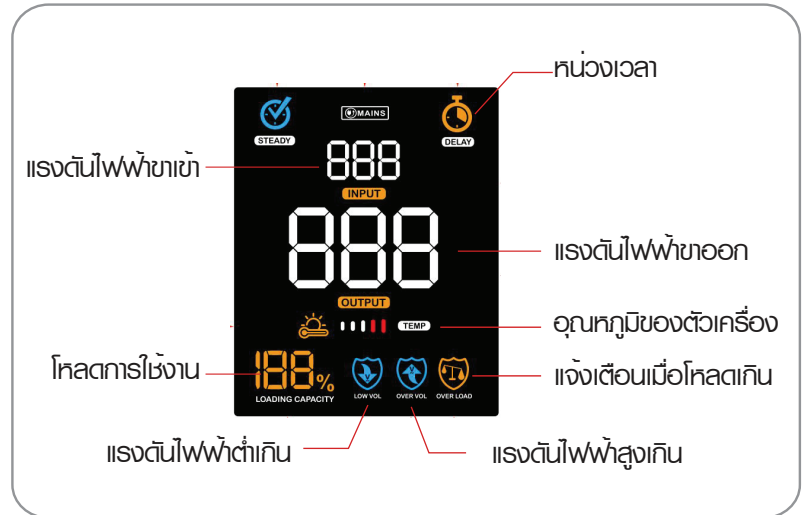 หน่วงเวลา
MAINS
STEADY
DELAY
แรงดันไฟฟ้าขาเข้า
888
INPUT
888
แรงดันไฟฟ้าขาออก
OUTPUT
TEMP
อุณหภูมิของตัวเครื่อง
โหลดการใช้งาน
188%
แจ้งเตือนเมื่อโหลดเกิน
LOADING CAPACITY
LOW VOL
OVER VOL
OVER LOAD
แรงดันไฟฟ้าต่ำเกิน
แรงดันไฟฟ้าสูงเกิน